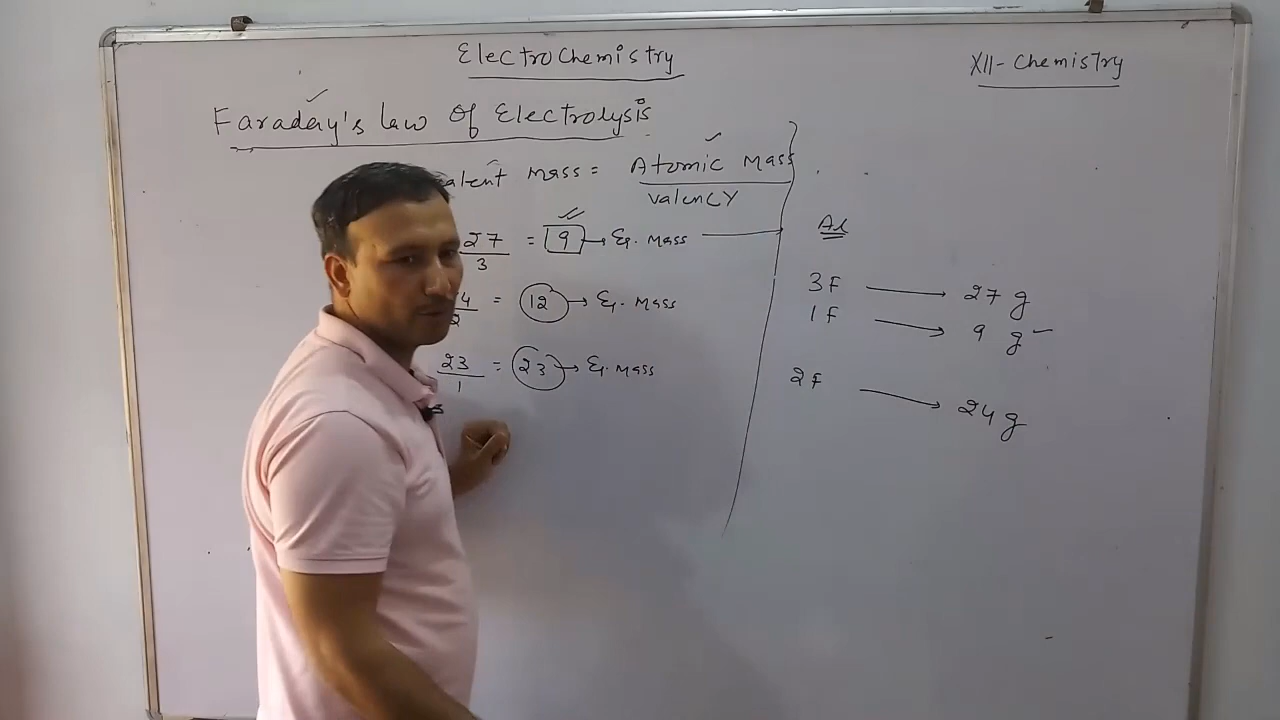 ElectroChemistry
XII-Chemistry
Faraday's law of Electrolysis
alent Mass = Atomic Mass
valency
27
3
= 9 → Eq. Mass
4
2
= 12 → Eq. Mass
23
1
= 23 → Eq. Mass
Al
3F → 27 g
1F → 9 g
2F → 24 g